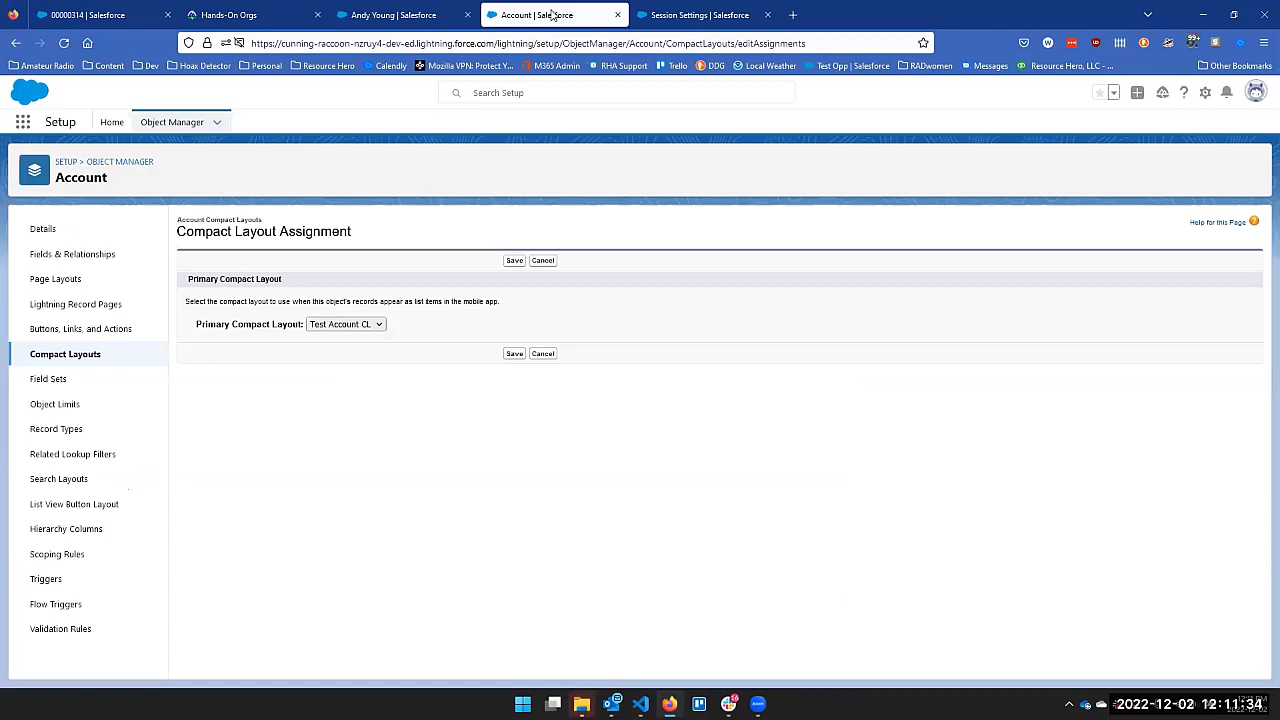 00000314 | Salesforce
Hands-On Orgs
Andy Young | Salesforce
Account | Salesforce
Session Settings | Salesforce
https://cunning-raccoon-nzruy4-dev-ed.lightning.force.com/lightning/setup/ObjectManager/Account/CompactLayouts/editAssignments
Amateur Radio
Content
Dev
Hoax Detector
Personal
Resource Hero
Calendly
Mozilla VPN: Protect Y...
M365 Admin
RHA Support
Trello
DDG
Local Weather
Test Opp | Salesforce
RADwomen
Messages
Resource Hero, LLC - ...
Other Bookmarks
Search Setup
Setup
Home
Object Manager
SETUP > OBJECT MANAGER
Account
Details
Fields & Relationships
Page Layouts
Lightning Record Pages
Buttons, Links, and Actions
Compact Layouts
Field Sets
Object Limits
Record Types
Related Lookup Filters
Search Layouts
List View Button Layout
Hierarchy Columns
Scoping Rules
Triggers
Flow Triggers
Validation Rules
Account Compact Layouts
Compact Layout Assignment
Help for this Page
Save Cancel
Primary Compact Layout
Select the compact layout to use when this object's records appear as list items in the mobile app.
Primary Compact Layout: Test Account CL
Save Cancel
2022-12-02 12:11:34